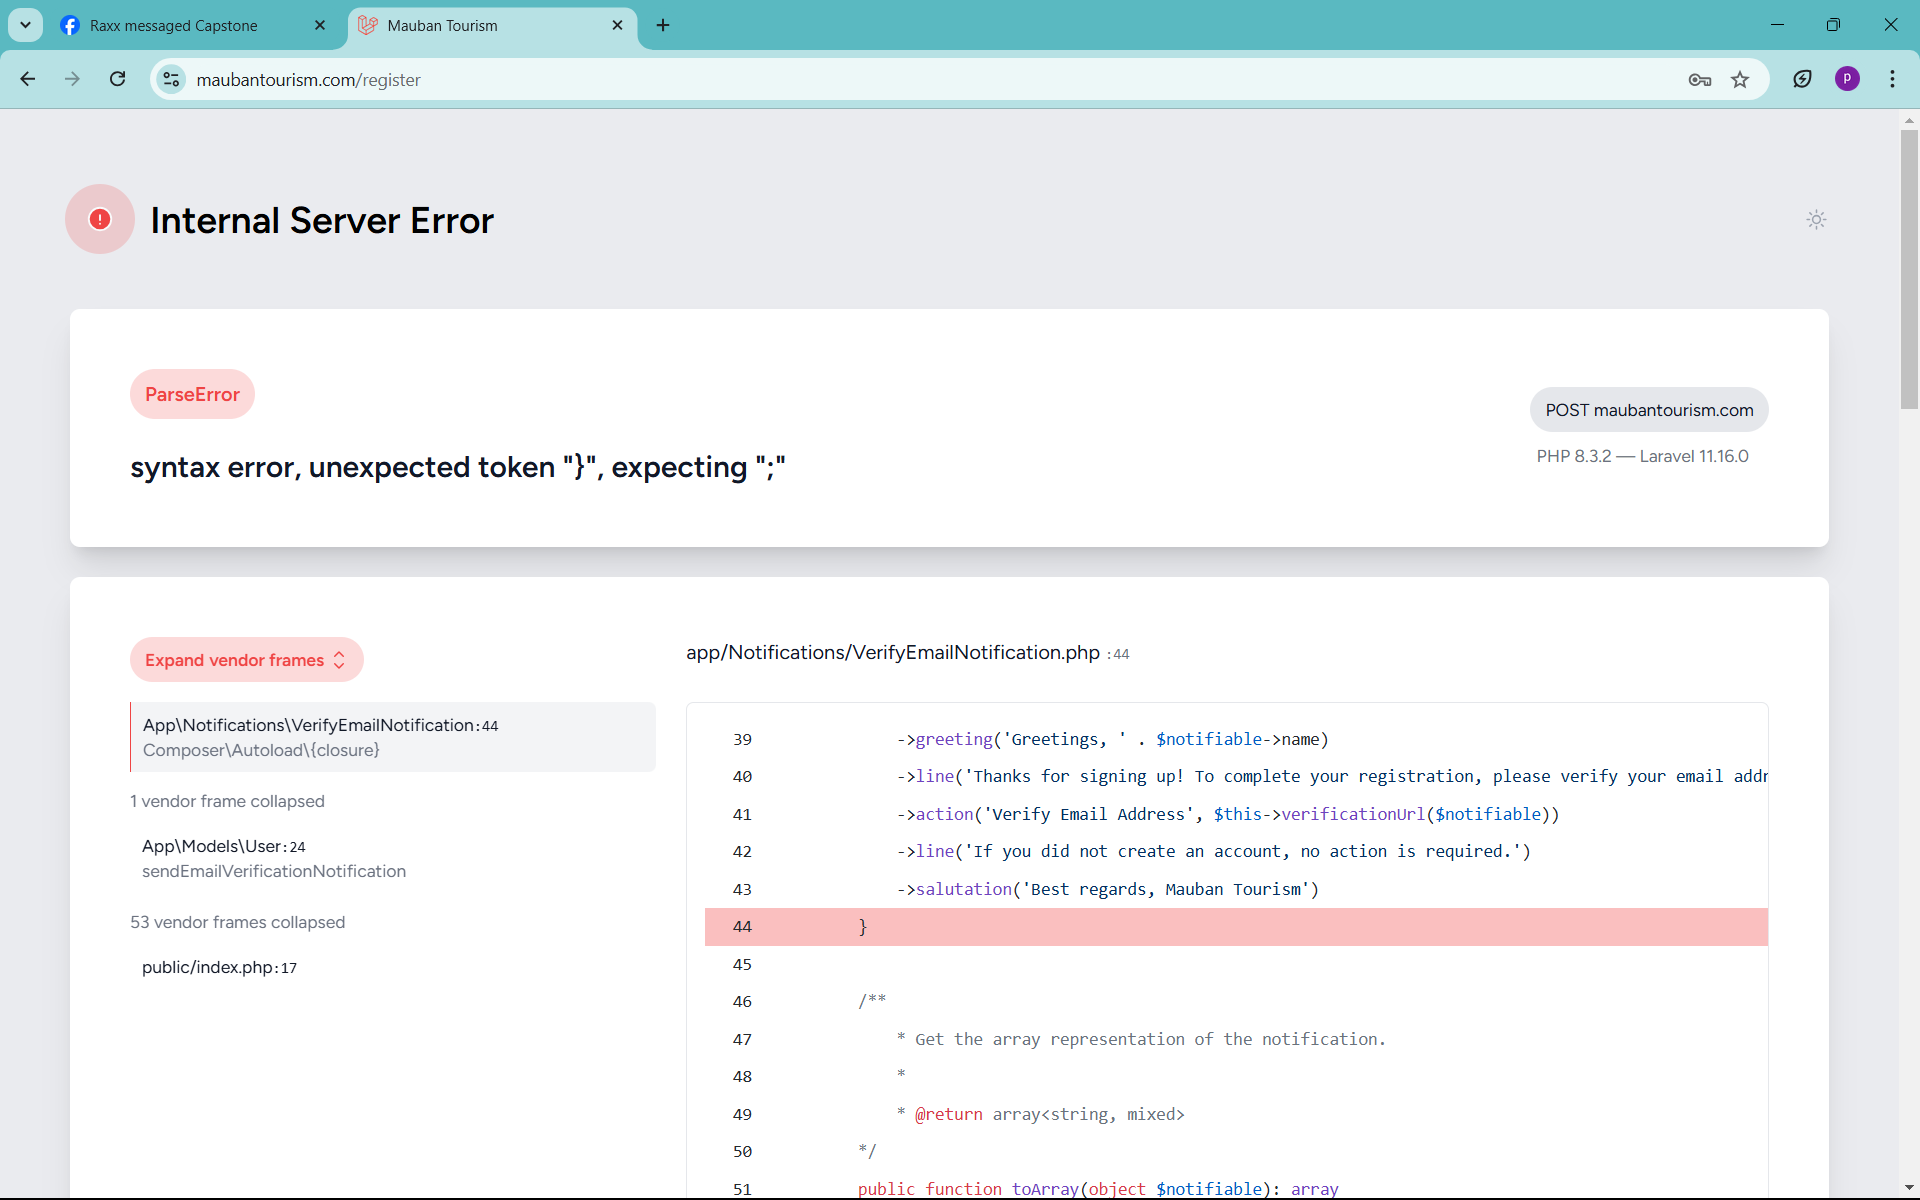 Raxx messaged Capstone
Mauban Tourism
maubantourism.com/register
P
Internal Server Error
ParseError
syntax error, unexpected token "}", expecting ";"
POST maubantourism.com
PHP 8.3.2 — Laravel 11.16.0
Expand vendor frames
App\Notifications\VerifyEmailNotification:44
Composer\Autoload\{closure}
1 vendor frame collapsed
App\Models\User:24
sendEmailVerificationNotification
53 vendor frames collapsed
public/index.php:17
app/Notifications/VerifyEmailNotification.php :44
39 ->greeting('Greetings, ' . $notifiable->name)
40 ->line('Thanks for signing up! To complete your registration, please verify your email addr
41 ->action('Verify Email Address', $this->verificationUrl($notifiable))
42 ->line('If you did not create an account, no action is required.')
43 ->salutation('Best regards, Mauban Tourism')
44 }
45
46 /**
47 * Get the array representation of the notification.
48 *
49 * @return array<string, mixed>
50 */
51 public function toArray(object $notifiable): array